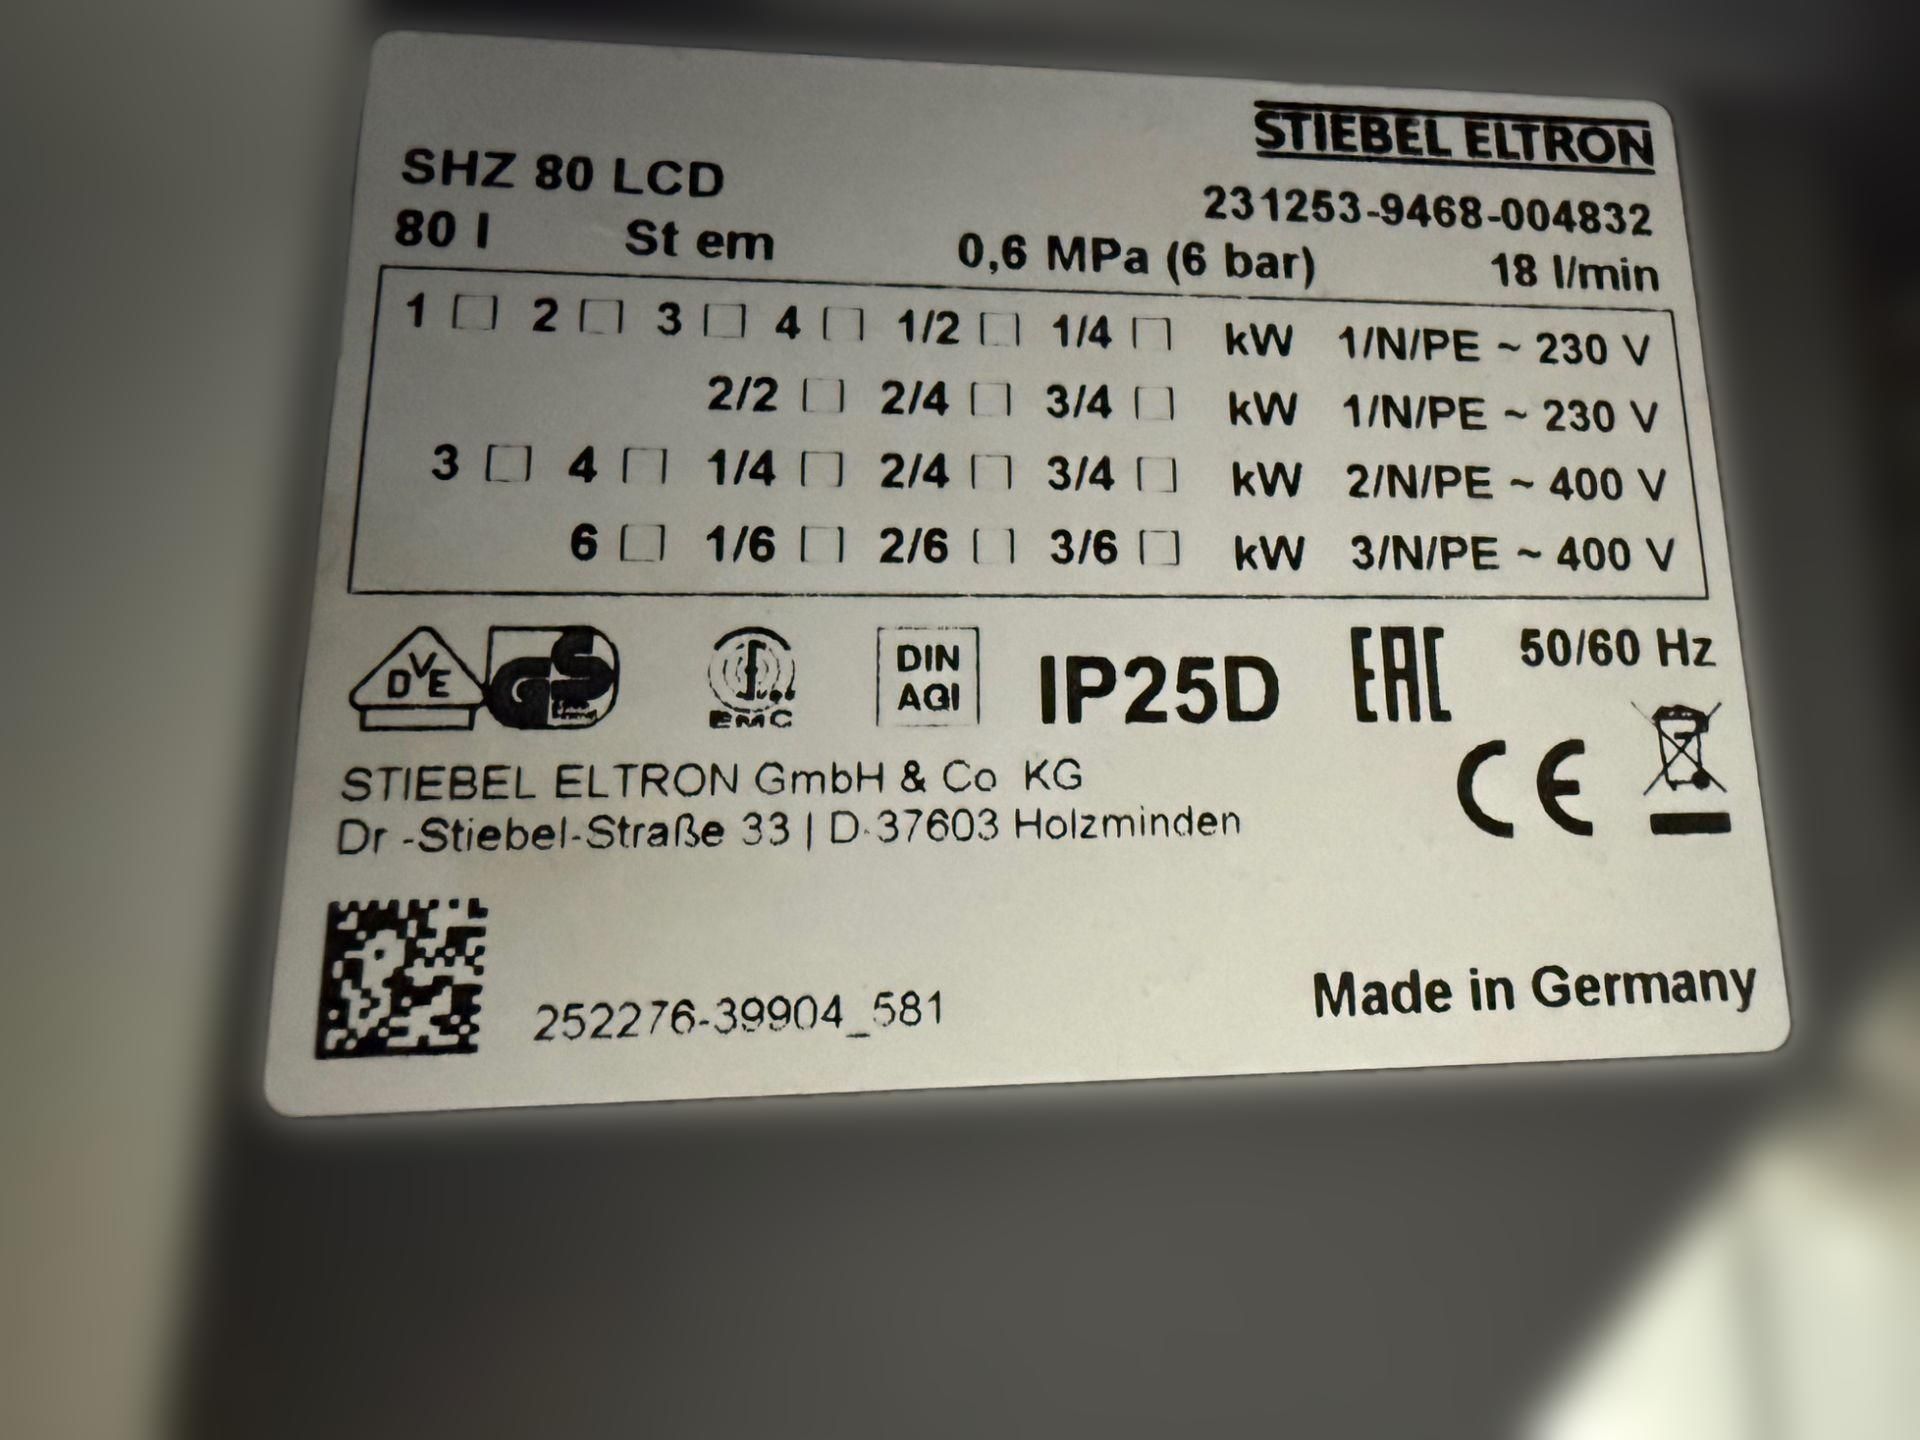 STIEBEL ELTRON
SHZ 80 LCD
231253-9468-004832
80 l St em 0,6 MPa (6 bar) 18 l/min
1 □ 2 □ 3 □ 4 □ 1/2 □ 1/4 □ kW 1/N/PE ~ 230 V
2/2 □ 2/4 □ 3/4 □ kW 1/N/PE ~ 230 V
3 □ 4 □ 1/4 □ 2/4 □ 3/4 □ kW 2/N/PE ~ 400 V
6 □ 1/6 □ 2/6 □ 3/6 □ kW 3/N/PE ~ 400 V
DVE GS EMC DIN AGI IP25D EAC 50/60 Hz
CE
STIEBEL ELTRON GmbH & Co KG
Dr -Stiebel-Straße 33 | D-37603 Holzminden
252276-39904_581
Made in Germany